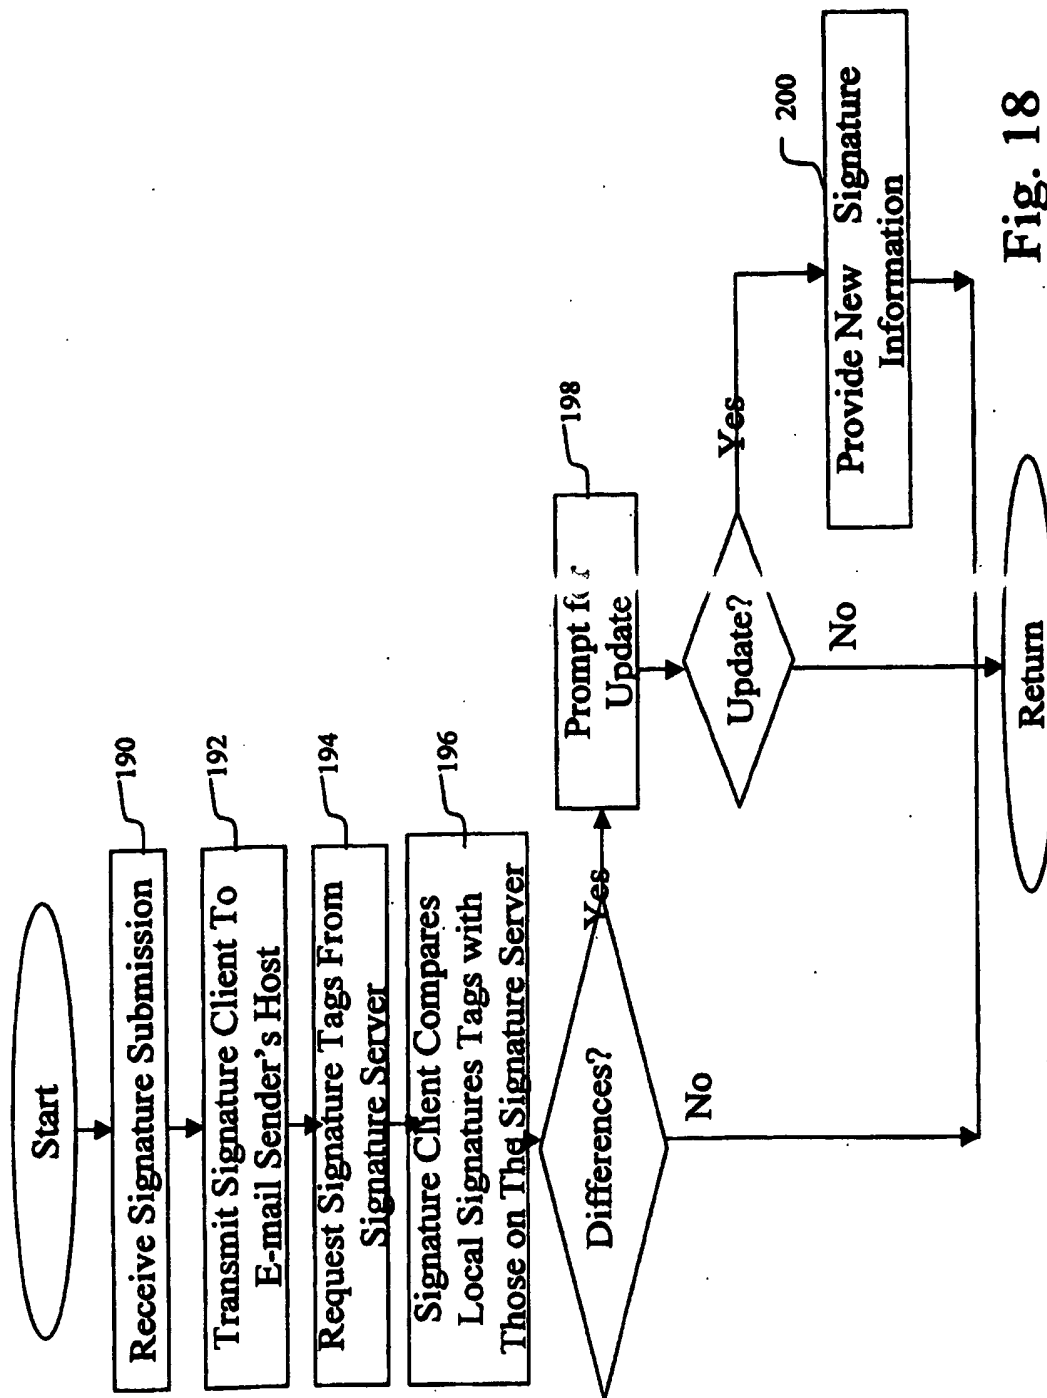 Start
190
Receive Signature Submission
192
Transmit Signature Client To
E-mail Sender's Host
194
Request Signature Tags From
Signature Server
196
Signature Client Compares
Local Signatures Tags with
Those on The Signature Server
Differences?
Yes
No
198
Prompt for
Update
Update?
Yes
No
200
Provide New Signature
Information
Return
Fig. 18